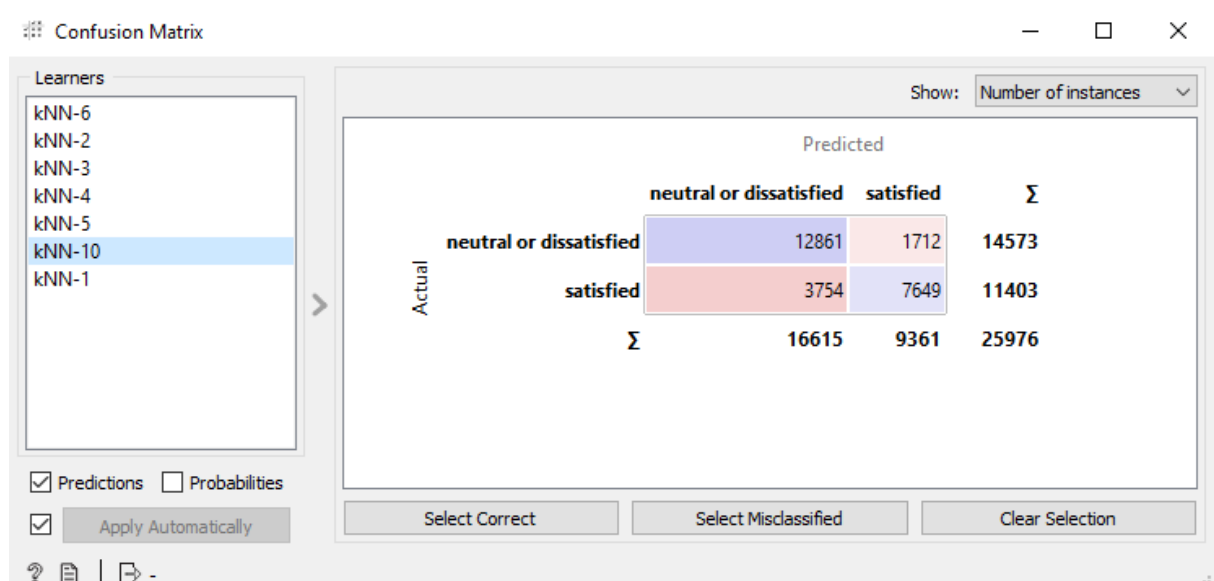 Confusion Matrix
Learners
kNN-6
kNN-2
kNN-3
kNN-4
kNN-5
kNN-10
kNN-1
Predictions Probabilities
Apply Automatically
Show: Number of instances
Predicted
neutral or dissatisfied satisfied Σ
Actual
neutral or dissatisfied 12861 1712 14573
satisfied 3754 7649 11403
Σ 16615 9361 25976
Select Correct Select Misclassified Clear Selection
? | -